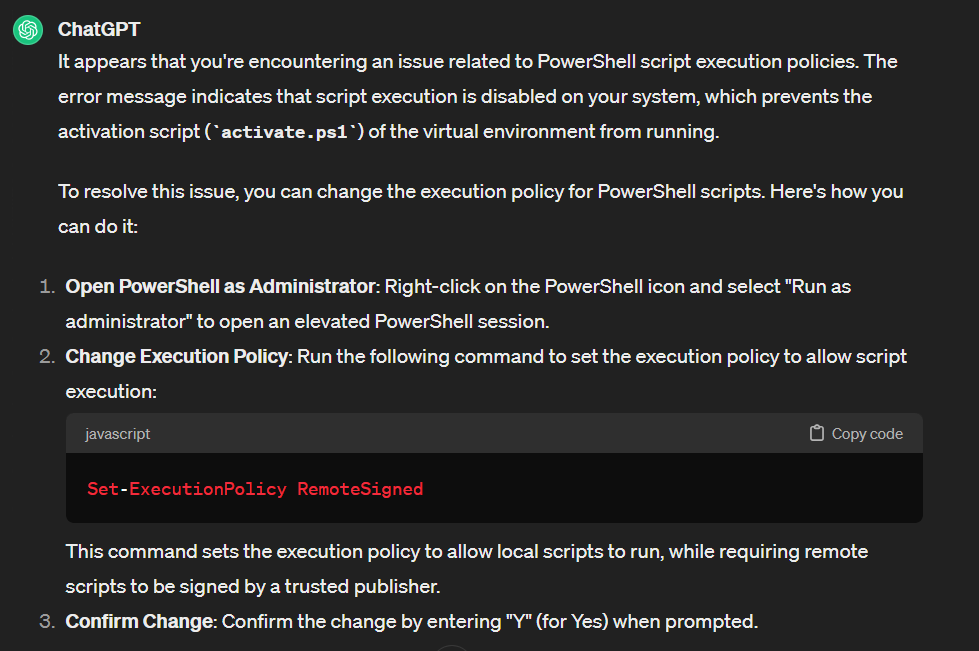 ChatGPT
It appears that you're encountering an issue related to PowerShell script execution policies. The
error message indicates that script execution is disabled on your system, which prevents the
activation script (`activate.ps1`) of the virtual environment from running.
To resolve this issue, you can change the execution policy for PowerShell scripts. Here's how you
can do it:
1. Open PowerShell as Administrator: Right-click on the PowerShell icon and select "Run as
administrator" to open an elevated PowerShell session.
2. Change Execution Policy: Run the following command to set the execution policy to allow script
execution:
javascript Copy code
Set-ExecutionPolicy RemoteSigned
This command sets the execution policy to allow local scripts to run, while requiring remote
scripts to be signed by a trusted publisher.
3. Confirm Change: Confirm the change by entering "Y" (for Yes) when prompted.